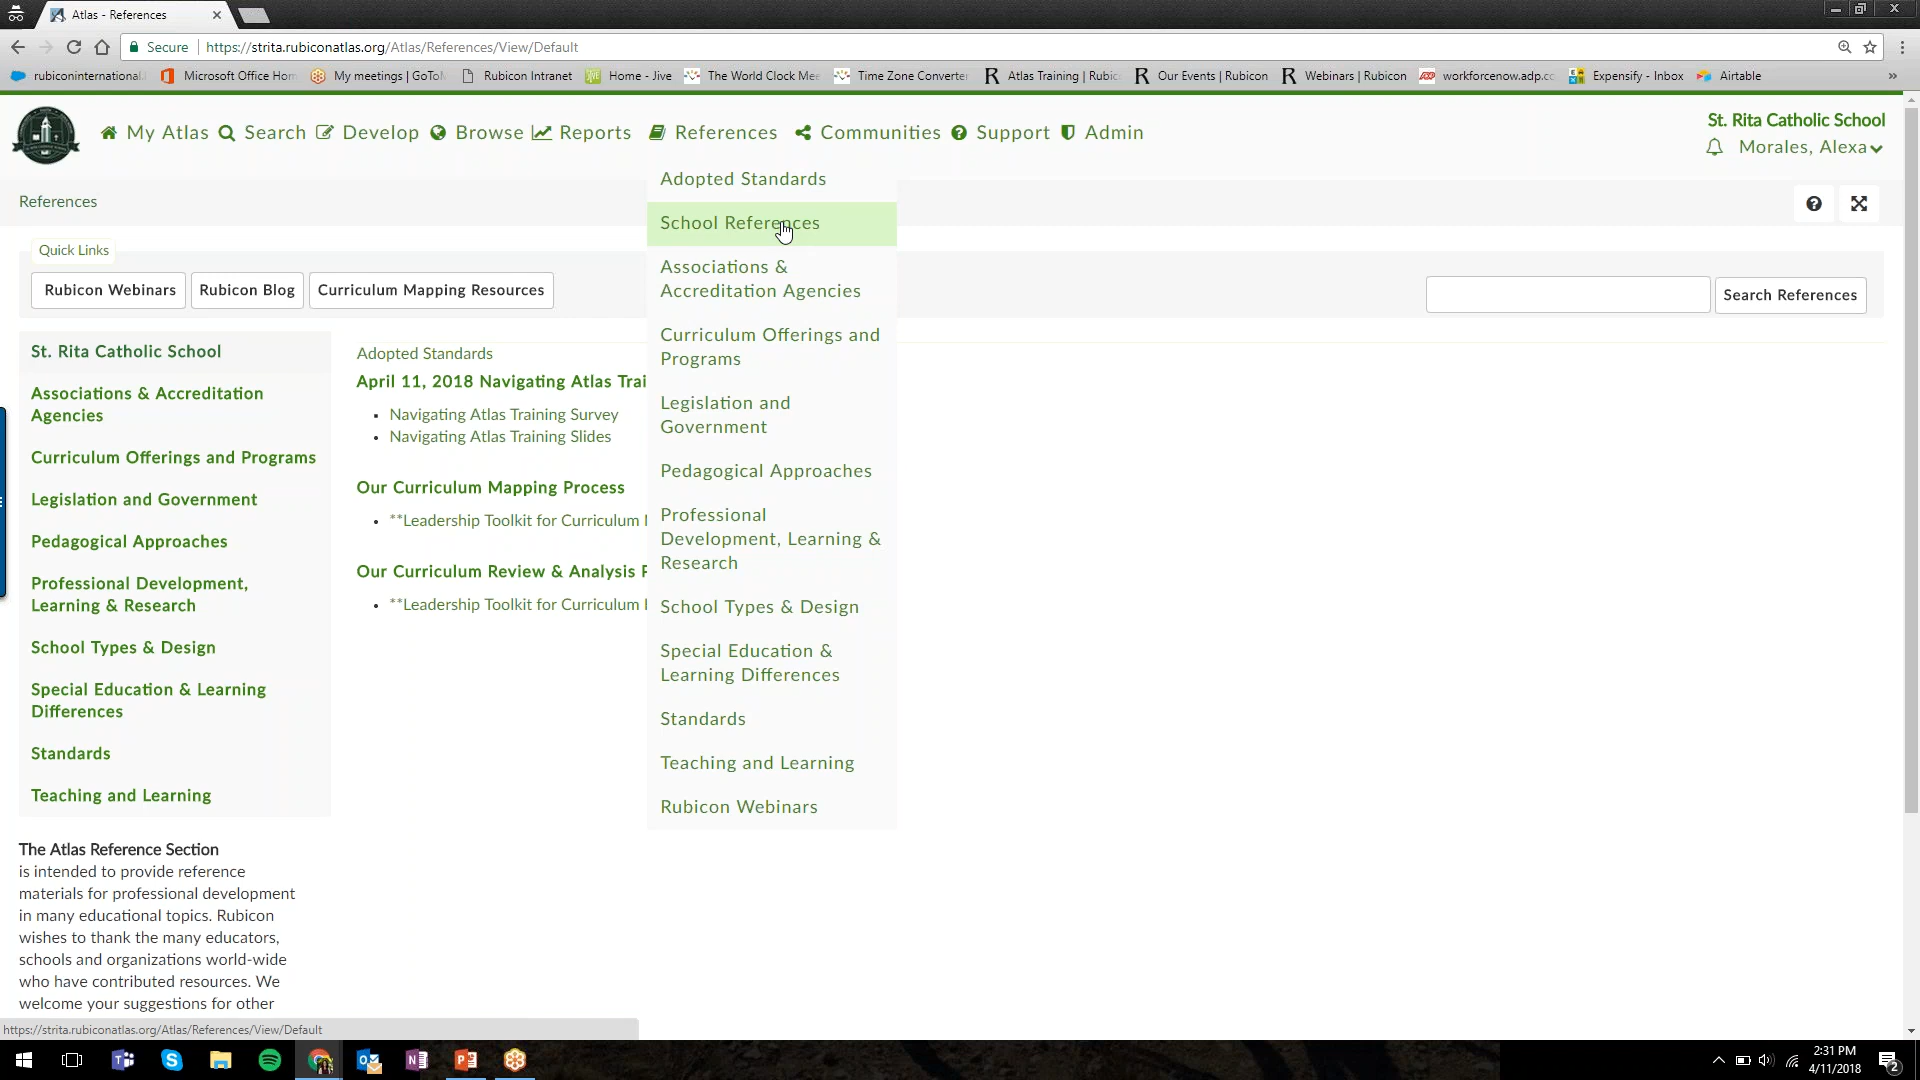 Atlas - References
Secure https://strita.rubiconatlas.org/Atlas/References/View/Default
rubiconinternational. Microsoft Office Hom My meetings | GoTo Rubicon Intranet Home - Jive The World Clock Mee Time Zone Converter Atlas Training | Rubic Our Events | Rubicon Webinars | Rubicon workforcenow.adp.co Expensify - Inbox Airtable »
My Atlas Search Develop Browse Reports References Communities Support Admin
St. Rita Catholic School
Morales, Alexa
References
Adopted Standards
School References
Associations &
Accreditation Agencies
Curriculum Offerings and
Programs
Legislation and
Government
Pedagogical Approaches
Professional
Development, Learning &
Research
School Types & Design
Special Education &
Learning Differences
Standards
Teaching and Learning
Rubicon Webinars
Quick Links
Rubicon Webinars Rubicon Blog Curriculum Mapping Resources
Search References
St. Rita Catholic School
Associations & Accreditation
Agencies
Curriculum Offerings and Programs
Legislation and Government
Pedagogical Approaches
Professional Development,
Learning & Research
School Types & Design
Special Education & Learning
Differences
Standards
Teaching and Learning
Adopted Standards
April 11, 2018 Navigating Atlas Trai
• Navigating Atlas Training Survey
• Navigating Atlas Training Slides
Our Curriculum Mapping Process
• **Leadership Toolkit for Curriculum
Our Curriculum Review & Analysis
• **Leadership Toolkit for Curriculum
The Atlas Reference Section
is intended to provide reference
materials for professional development
in many educational topics. Rubicon
wishes to thank the many educators,
schools and organizations world-wide
who have contributed resources. We
welcome your suggestions for other
https://strita.rubiconatlas.org/Atlas/References/View/Default
2:31 PM
4/11/2018
2